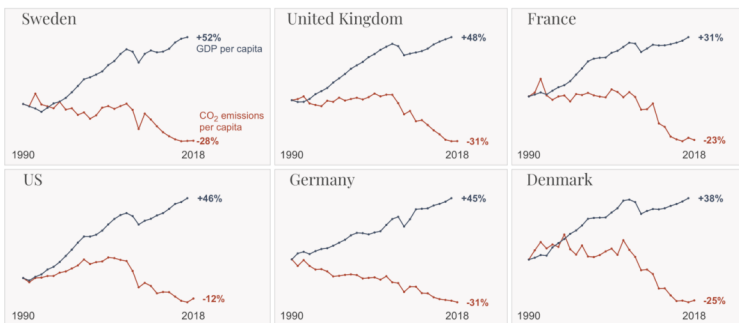 Sweden
+52%
GDP per capita
CO₂ emissions
per capita
-28%
1990
2018
United Kingdom
+48%
-31%
1990
2018
France
+31%
-23%
1990
2018
US
+46%
-12%
1990
2018
Germany
+45%
-31%
1990
2018
Denmark
+38%
-25%
1990
2018